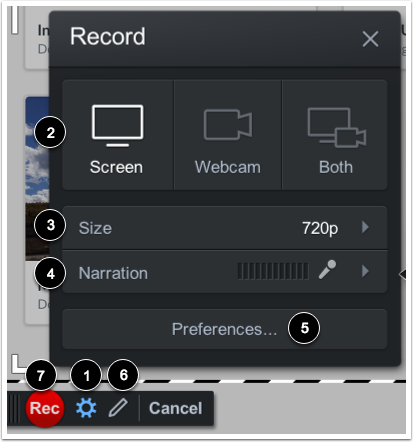 Record
2
Screen Webcam Both
3 Size 720p
4 Narration
Preferences... 5
7 1 6
Rec Cancel